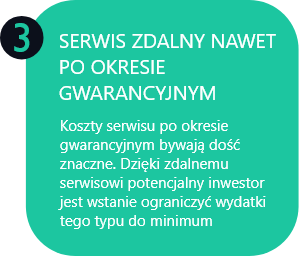 3
SERWIS ZDALNY NAWET
PO OKRESIE
GWARANCYJNYM
Koszty serwisu po okresie
gwarancyjnym bywają dość
znaczne. Dzięki zdalnemu
serwisowi potencjalny inwestor
jest wstanie ograniczyć wydatki
tego typu do minimum